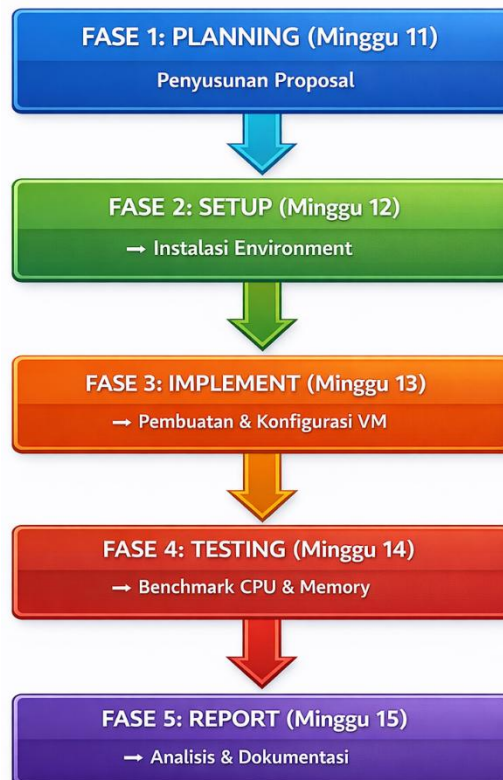 FASE 1: PLANNING (Minggu 11)
Penyusunan Proposal
FASE 2: SETUP (Minggu 12)
→ Instalasi Environment
FASE 3: IMPLEMENT (Minggu 13)
→ Pembuatan & Konfigurasi VM
FASE 4: TESTING (Minggu 14)
→ Benchmark CPU & Memory
FASE 5: REPORT (Minggu 15)
→ Analisis & Dokumentasi